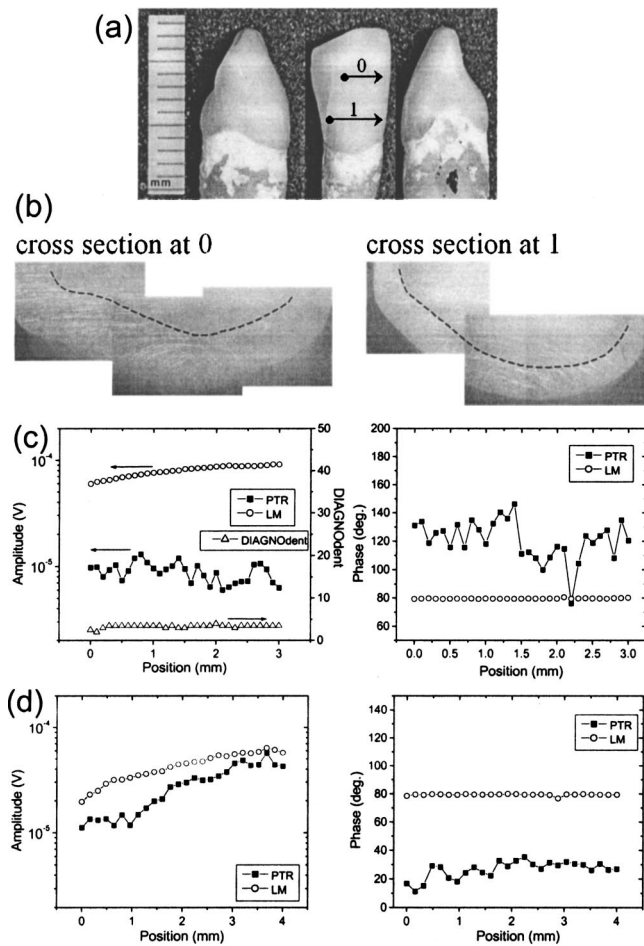 (a)
mm
0
1
(b)
cross section at 0
cross section at 1
(c)
10⁻⁴
10⁻⁵
Amplitude (V)
50
40
30
20
10
0
DIAGNOdent
PTR
LM
DIAGNOdent
0
1
2
3
Position (mm)
200
180
160
140
120
100
80
60
40
20
0
Phase (deg.)
PTR
LM
0.0
0.5
1.0
1.5
2.0
2.5
3.0
Position (mm)
(d)
10⁻⁴
10⁻⁵
Amplitude (V)
PTR
LM
0
1
2
3
4
Position (mm)
140
120
100
80
60
40
20
0
Phase (deg.)
PTR
LM
0
1
2
3
4
Position (mm)